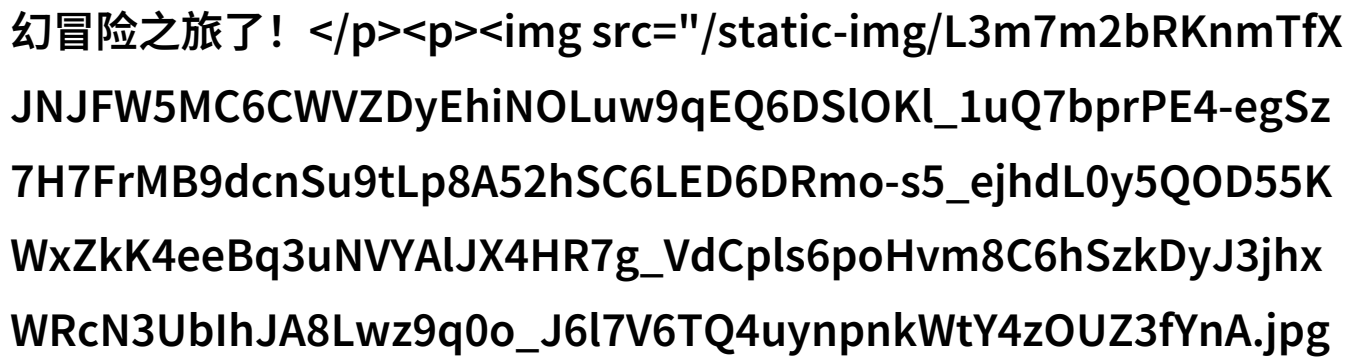 幻冒险之旅了！</p><p><img src="/static-img/L3m7m2bRKnmTfX
JNJFW5MC6CWVZDyEhiNOLuw9qEQ6DSlOKl_1uQ7bprPE4-egSz
7H7FrMB9dcnSu9tLp8A52hSC6LED6DRmo-s5_ejhdL0y5QOD55K
WxZkK4eeBq3uNVYAlJX4HR7g_VdCpls6poHvm8C6hSzkDyJ3jhx
WRcN3UbIhJA8Lwz9q0o_J6l7V6TQ4uynpnkWtY4zOUZ3fYnA.jpg